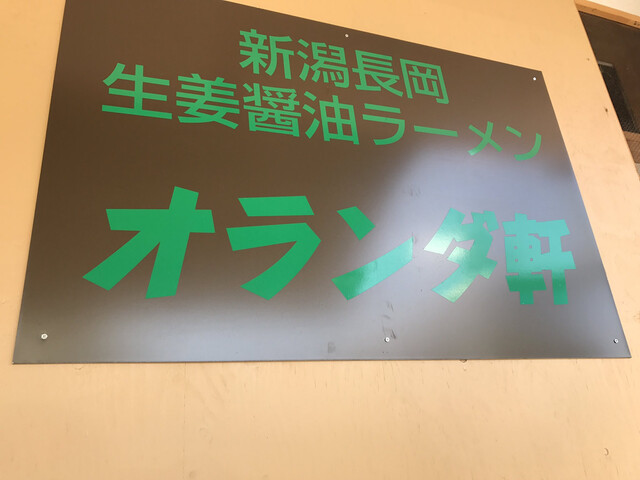 新潟長岡
生姜醤油ラーメン
オランダ軒